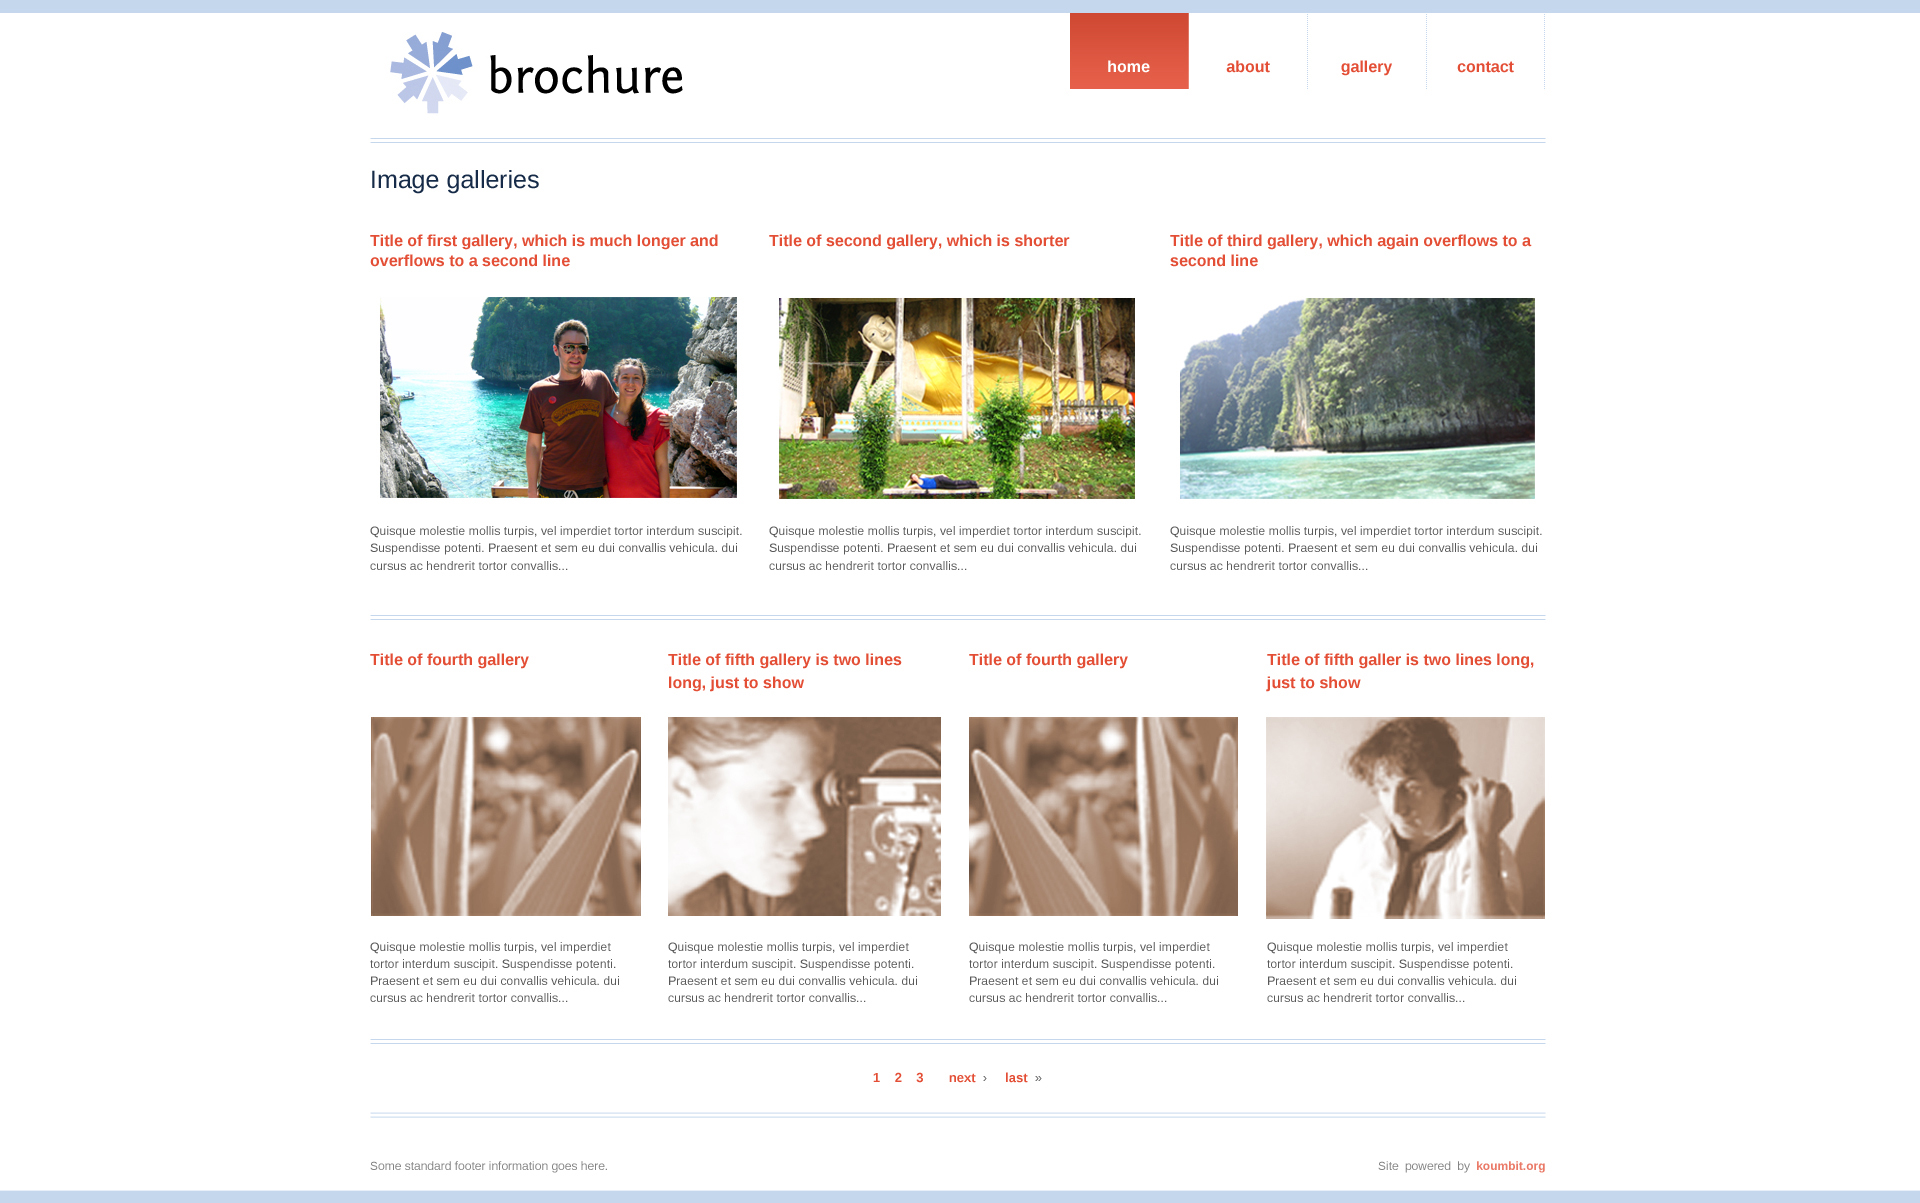 brochure
home about gallery contact
Image galleries
Title of first gallery, which is much longer and
overflows to a second line
Title of second gallery, which is shorter
Title of third gallery, which again overflows to a
second line
Quisque molestie mollis turpis, vel imperdiet tortor interdum suscipit.
Suspendisse potenti. Praesent et sem eu dui convallis vehicula. dui
cursus ac hendrerit tortor convallis...
Quisque molestie mollis turpis, vel imperdiet tortor interdum suscipit.
Suspendisse potenti. Praesent et sem eu dui convallis vehicula. dui
cursus ac hendrerit tortor convallis...
Quisque molestie mollis turpis, vel imperdiet tortor interdum suscipit.
Suspendisse potenti. Praesent et sem eu dui convallis vehicula. dui
cursus ac hendrerit tortor convallis...
Title of fourth gallery
Title of fifth gallery is two lines
long, just to show
Title of fourth gallery
Title of fifth galler is two lines long,
just to show
Quisque molestie mollis turpis, vel imperdiet
tortor interdum suscipit. Suspendisse potenti.
Praesent et sem eu dui convallis vehicula. dui
cursus ac hendrerit tortor convallis...
Quisque molestie mollis turpis, vel imperdiet
tortor interdum suscipit. Suspendisse potenti.
Praesent et sem eu dui convallis vehicula. dui
cursus ac hendrerit tortor convallis...
Quisque molestie mollis turpis, vel imperdiet
tortor interdum suscipit. Suspendisse potenti.
Praesent et sem eu dui convallis vehicula. dui
cursus ac hendrerit tortor convallis...
Quisque molestie mollis turpis, vel imperdiet
tortor interdum suscipit. Suspendisse potenti.
Praesent et sem eu dui convallis vehicula. dui
cursus ac hendrerit tortor convallis...
1 2 3 next › last »
Some standard footer information goes here.
Site powered by koumbit.org